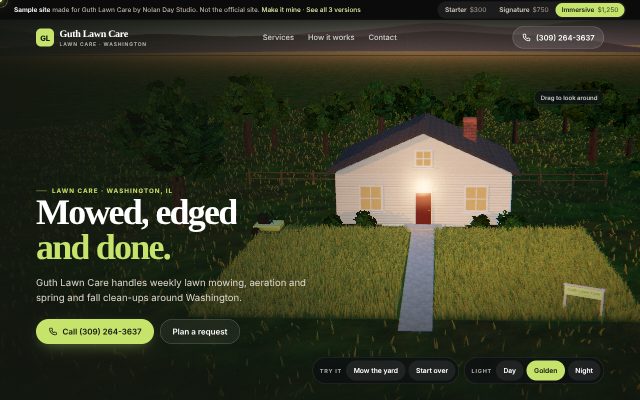 Sample site made for Guth Lawn Care by Nolan Day Studio. Not the official site. Make it mine · See all 3 versions
Starter $300 Signature $750 Immersive $1,250
GL
Guth Lawn Care
LAWN CARE · WASHINGTON
Services How it works Contact
(309) 264-3637
Drag to look around
LAWN CARE · WASHINGTON, IL
Mowed, edged
and done.
Guth Lawn Care handles weekly lawn mowing, aeration and
spring and fall clean-ups around Washington.
Call (309) 264-3637 Plan a request
TRY IT Mow the yard Start over LIGHT Day Golden Night